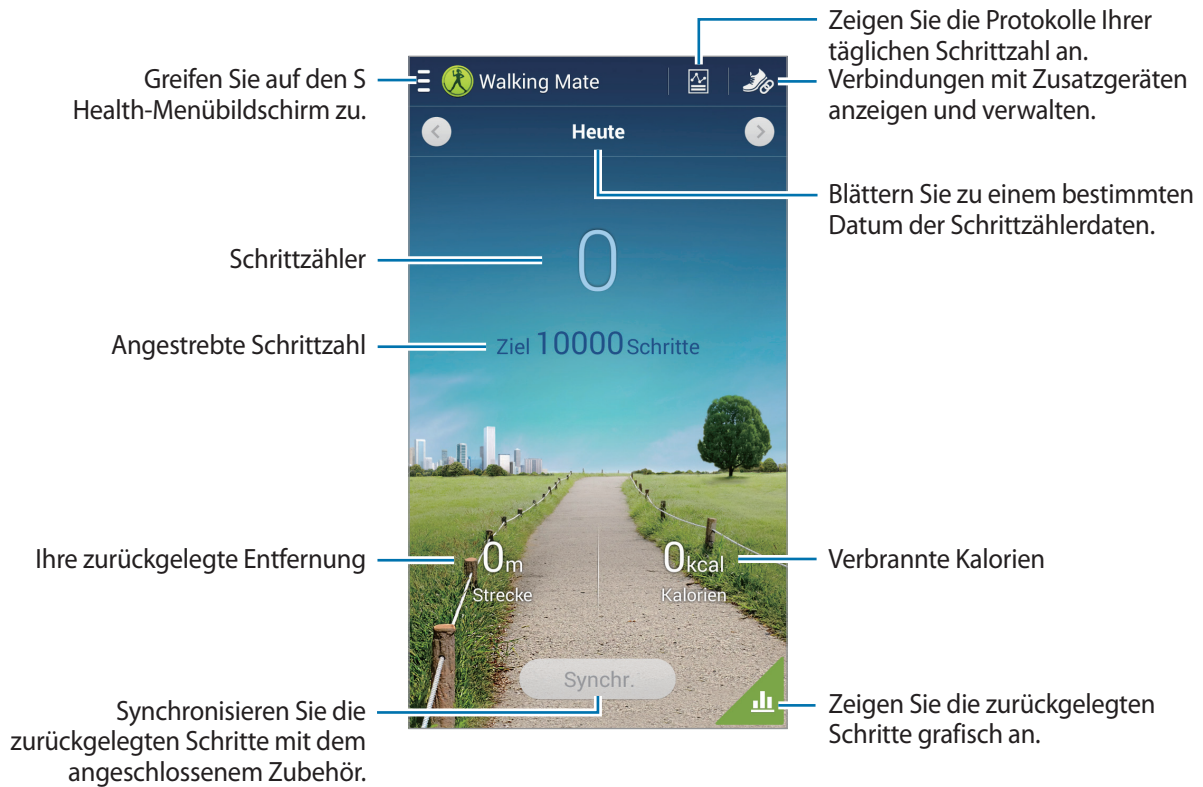 Zeigen Sie die Protokolle Ihrer
täglichen Schrittzahl an.
Greifen Sie auf den S
Health-Menübildschirm zu.
Walking Mate
Verbindungen mit Zusatzgeräten
anzeigen und verwalten.
Heute
Blättern Sie zu einem bestimmten
Datum der Schrittzählerdaten.
Schrittzähler
0
Angestrebte Schrittzahl
Ziel 10000 Schritte
Ihre zurückgelegte Entfernung
0m
Strecke
0kcal
Kalorien
Verbrannte Kalorien
Synchr.
Synchronisieren Sie die
zurückgelegten Schritte mit dem
angeschlossenem Zubehör.
Zeigen Sie die zurückgelegten
Schritte grafisch an.